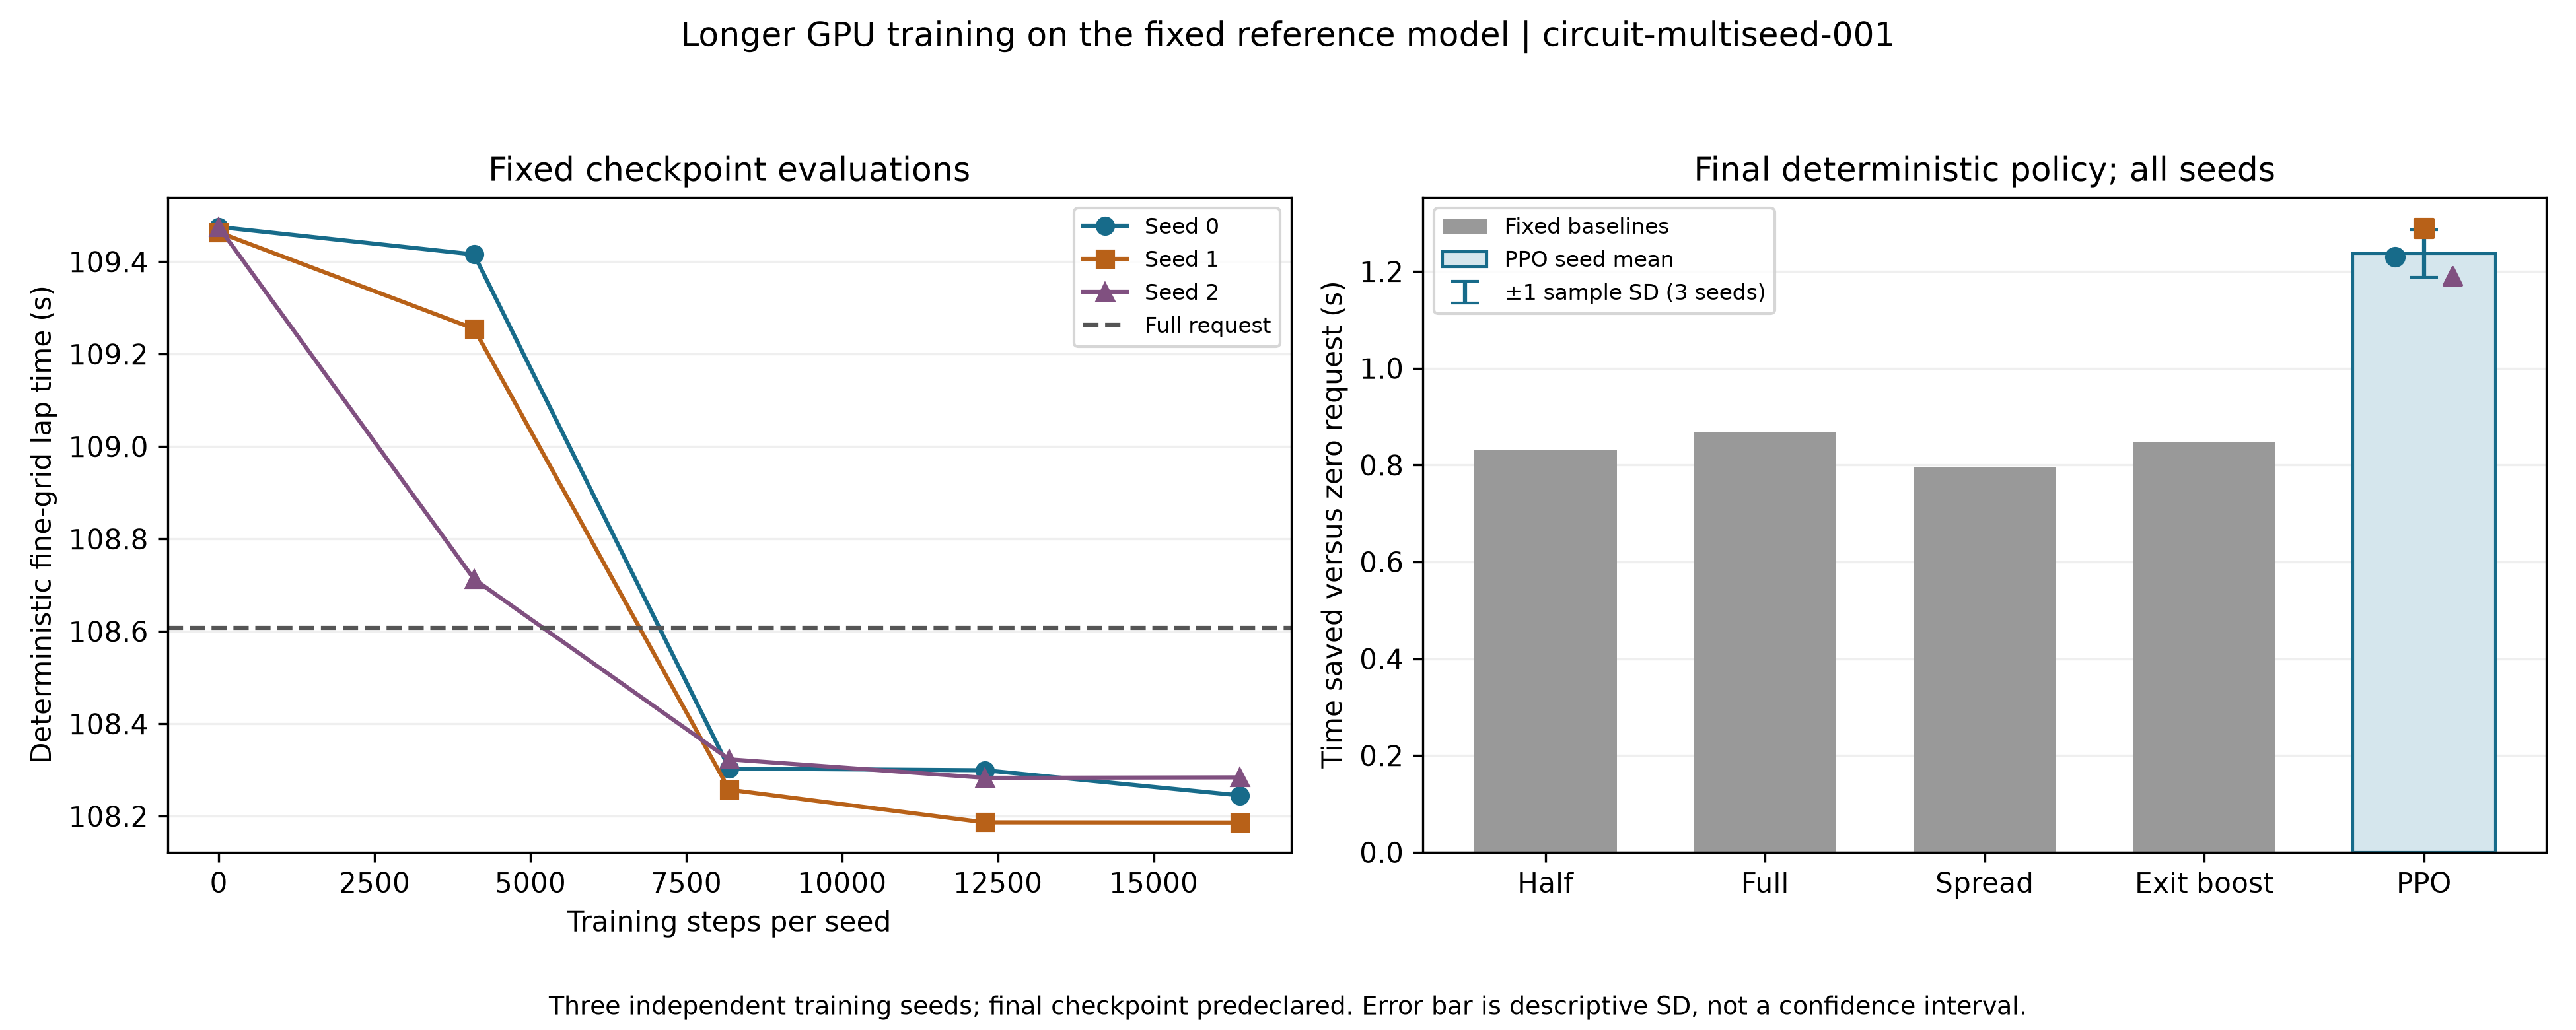 Longer GPU training on the fixed reference model | circuit-multiseed-001
Fixed checkpoint evaluations
Deterministic fine-grid lap time (s)
109.4
109.2
109.0
108.8
108.6
108.4
108.2
Seed 0
Seed 1
Seed 2
Full request
0
2500
5000
7500
10000
12500
15000
Training steps per seed
Final deterministic policy; all seeds
Time saved versus zero request (s)
1.2
1.0
0.8
0.6
0.4
0.2
0.0
Fixed baselines
PPO seed mean
±1 sample SD (3 seeds)
Half
Full
Spread
Exit boost
PPO
Three independent training seeds; final checkpoint predeclared. Error bar is descriptive SD, not a confidence interval.